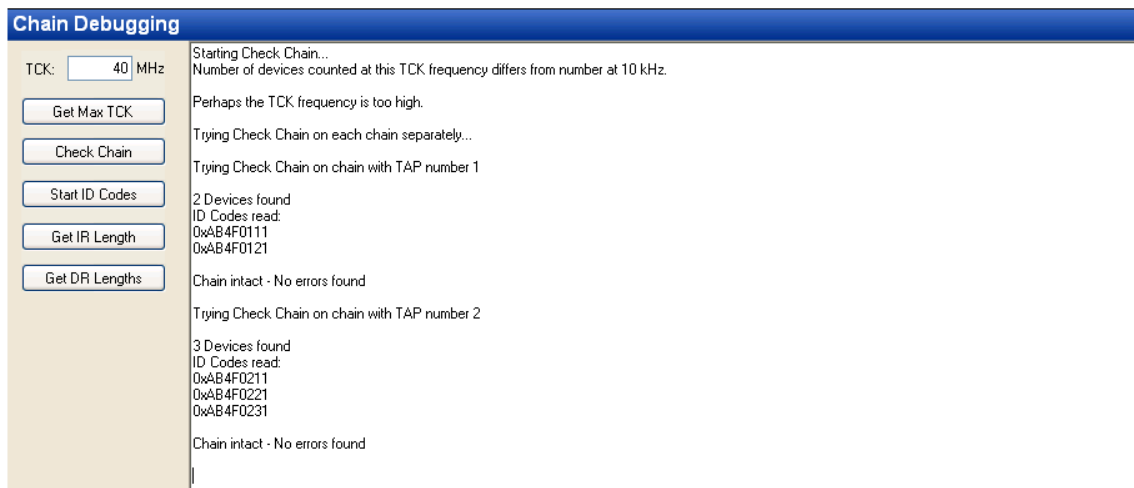 Chain Debugging
TCK: 40 MHz
Get Max TCK
Check Chain
Start ID Codes
Get IR Length
Get DR Lengths
Starting Check Chain...
Number of devices counted at this TCK frequency differs from number at 10 kHz.
Perhaps the TCK frequency is too high.
Trying Check Chain on each chain separately...
Trying Check Chain on chain with TAP number 1
2 Devices found
ID Codes read:
0xAB4F0111
0xAB4F0121
Chain intact - No errors found
Trying Check Chain on chain with TAP number 2
3 Devices found
ID Codes read:
0xAB4F0211
0xAB4F0221
0xAB4F0231
Chain intact - No errors found